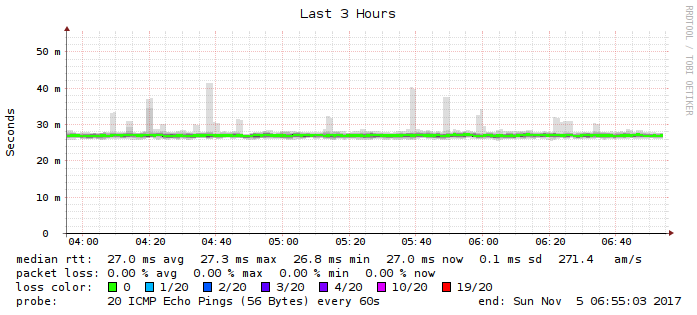 Last 3 Hours
RRDTOOL / TOBI OETIKER
Seconds
50 m
40 m
30 m
20 m
10 m
0
04:00 04:20 04:40 05:00 05:20 05:40 06:00 06:20 06:40
median rtt: 27.0 ms avg 27.3 ms max 26.8 ms min 27.0 ms now 0.1 ms sd 271.4 am/s
packet loss: 0.00 % avg 0.00 % max 0.00 % min 0.00 % now
loss color: 0 1/20 2/20 3/20 4/20 10/20 19/20
probe: 20 ICMP Echo Pings (56 Bytes) every 60s end: Sun Nov 5 06:55:03 2017